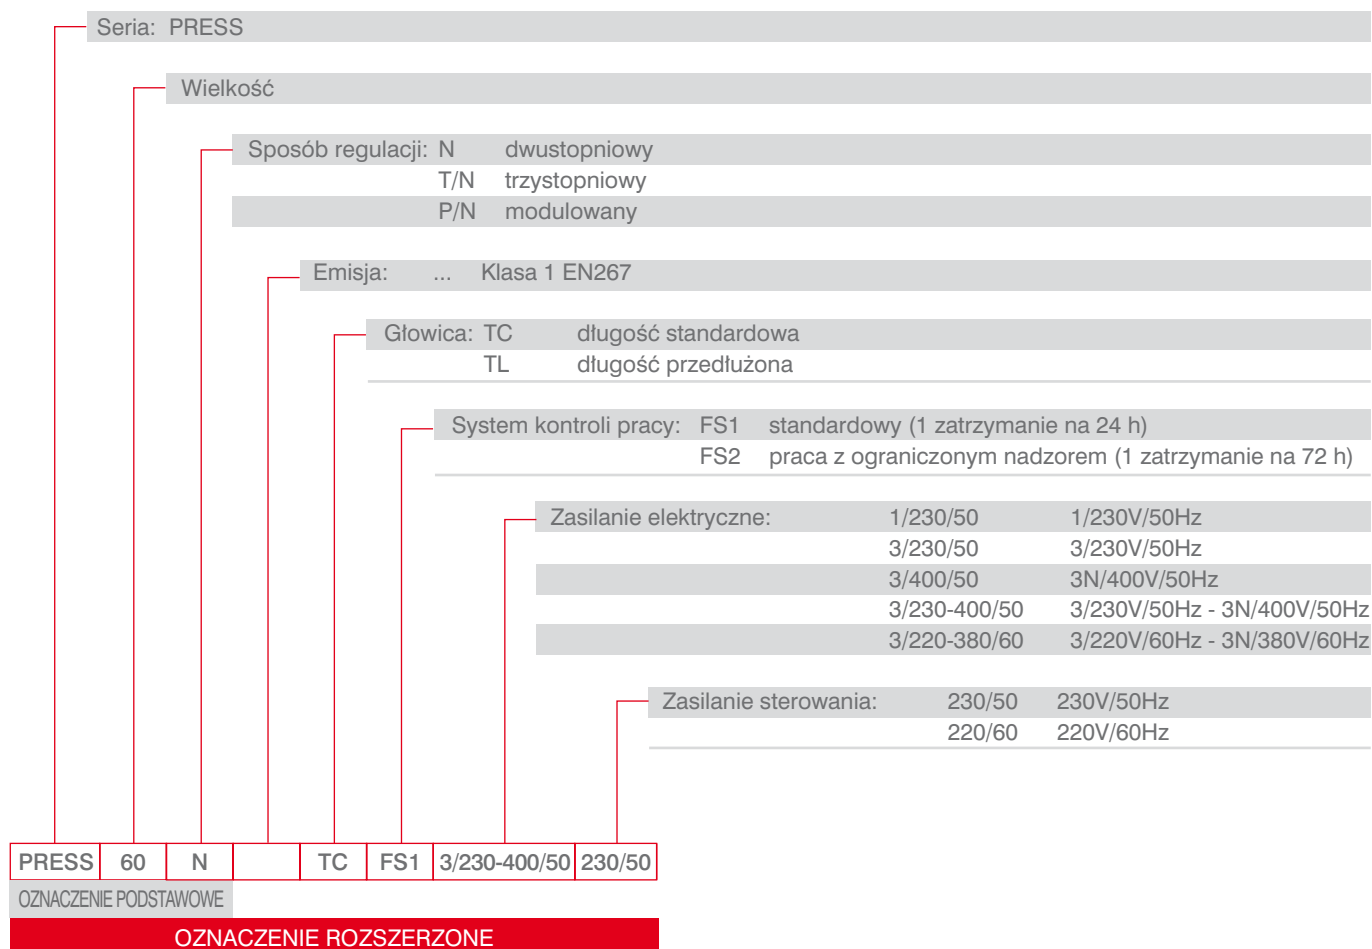 Seria: PRESS
Wielkość
Sposób regulacji: N dwustopniowy
T/N trzystopniowy
P/N modulowany
Emisja: ... Klasa 1 EN267
Głowica: TC długość standardowa
TL długość przedłużona
System kontroli pracy: FS1 standardowy (1 zatrzymanie na 24 h)
FS2 praca z ograniczonym nadzorem (1 zatrzymanie na 72 h)
Zasilanie elektryczne: 1/230/50 1/230V/50Hz
3/230/50 3/230V/50Hz
3/400/50 3N/400V/50Hz
3/230-400/50 3/230V/50Hz - 3N/400V/50Hz
3/220-380/60 3/220V/60Hz - 3N/380V/60Hz
Zasilanie sterowania: 230/50 230V/50Hz
220/60 220V/60Hz
PRESS 60 N TC FS1 3/230-400/50 230/50
OZNACZENIE PODSTAWOWE
OZNACZENIE ROZSZERZONE